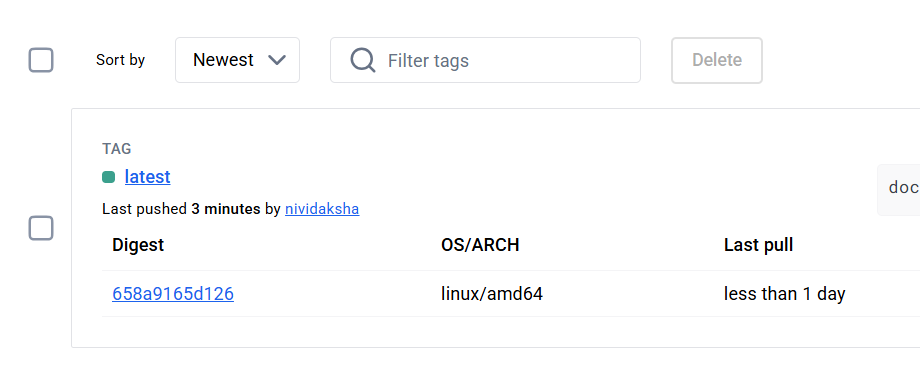 Sort by Newest Filter tags Delete
TAG
latest
doc
Last pushed 3 minutes by nividaksha
Digest OS/ARCH Last pull
658a9165d126 linux/amd64 less than 1 day